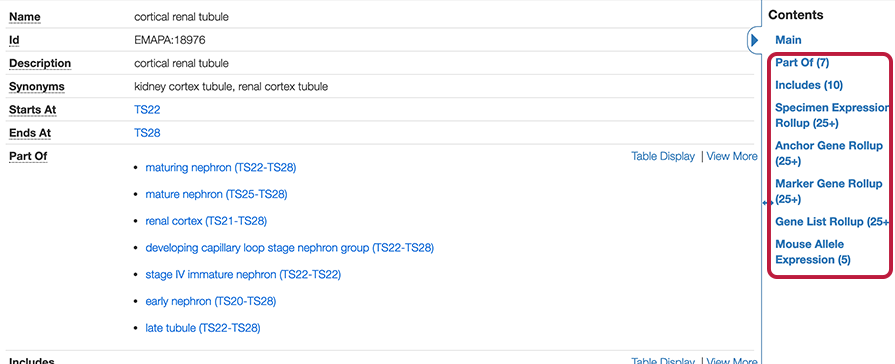 Name cortical renal tubule
Id EMAPA:18976
Description cortical renal tubule
Synonyms kidney cortex tubule, renal cortex tubule
Starts At TS22
Ends At TS28
Part Of Table Display | View More
• maturing nephron (TS22-TS28)
• mature nephron (TS25-TS28)
• renal cortex (TS21-TS28)
• developing capillary loop stage nephron group (TS22-TS28)
• stage IV immature nephron (TS22-TS22)
• early nephron (TS20-TS28)
• late tubule (TS22-TS28)
Includes Table Display | View More
Contents
Main
Part Of (7)
Includes (10)
Specimen Expression
Rollup (25+)
Anchor Gene Rollup
(25+)
Marker Gene Rollup
(25+)
Gene List Rollup (25+
Mouse Allele
Expression (5)